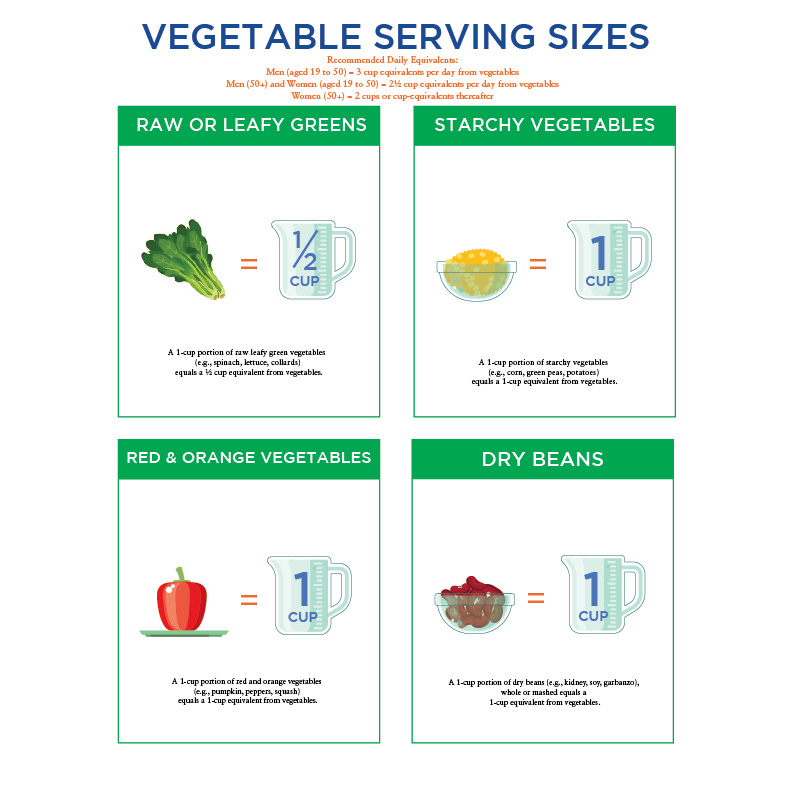 VEGETABLE SERVING SIZES
Recommended Daily Equivalents:
Men (aged 19 to 50) = 3 cup equivalents per day from vegetables
Men (50+) and Women (aged 19 to 50) = 2½ cup equivalents per day from vegetables
Women (50+) = 2 cups or cup-equivalents thereafter
RAW OR LEAFY GREENS
=
1/2
CUP
A 1-cup portion of raw leafy green vegetables
(e.g., spinach, lettuce, collards)
equals a ½ cup equivalent from vegetables.
STARCHY VEGETABLES
=
1
CUP
A 1-cup portion of starchy vegetables
(e.g., corn, green peas, potatoes)
equals a 1-cup equivalent from vegetables.
RED & ORANGE VEGETABLES
=
1
CUP
A 1-cup portion of red and orange vegetables
(e.g., pumpkin, peppers, squash)
equals a 1-cup equivalent from vegetables.
DRY BEANS
=
1
CUP
A 1-cup portion of dry beans (e.g., kidney, soy, garbanzo),
whole or mashed equals a
1-cup equivalent from vegetables.